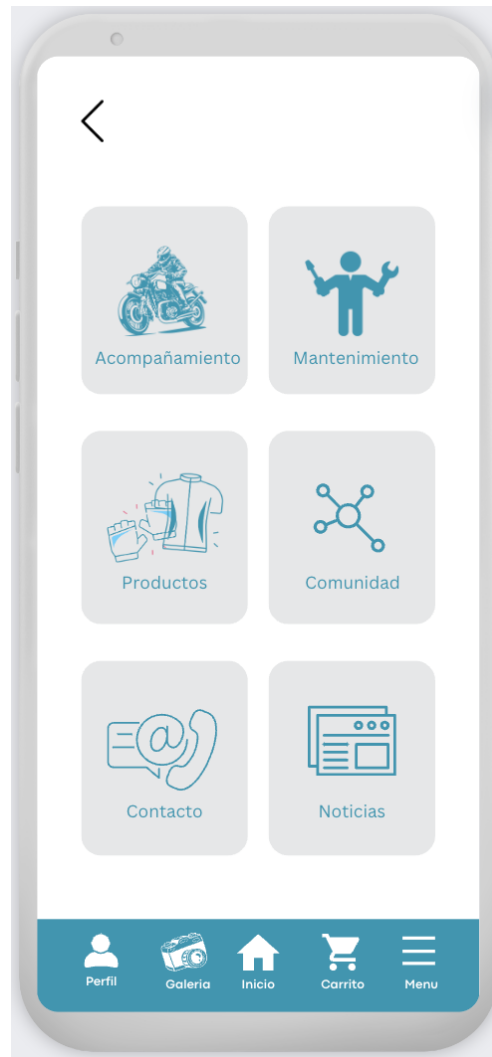 Acompañamiento
Mantenimiento
Productos
Comunidad
@
Contacto
Noticias
Perfil
Galeria
Inicio
Carrito
Menu